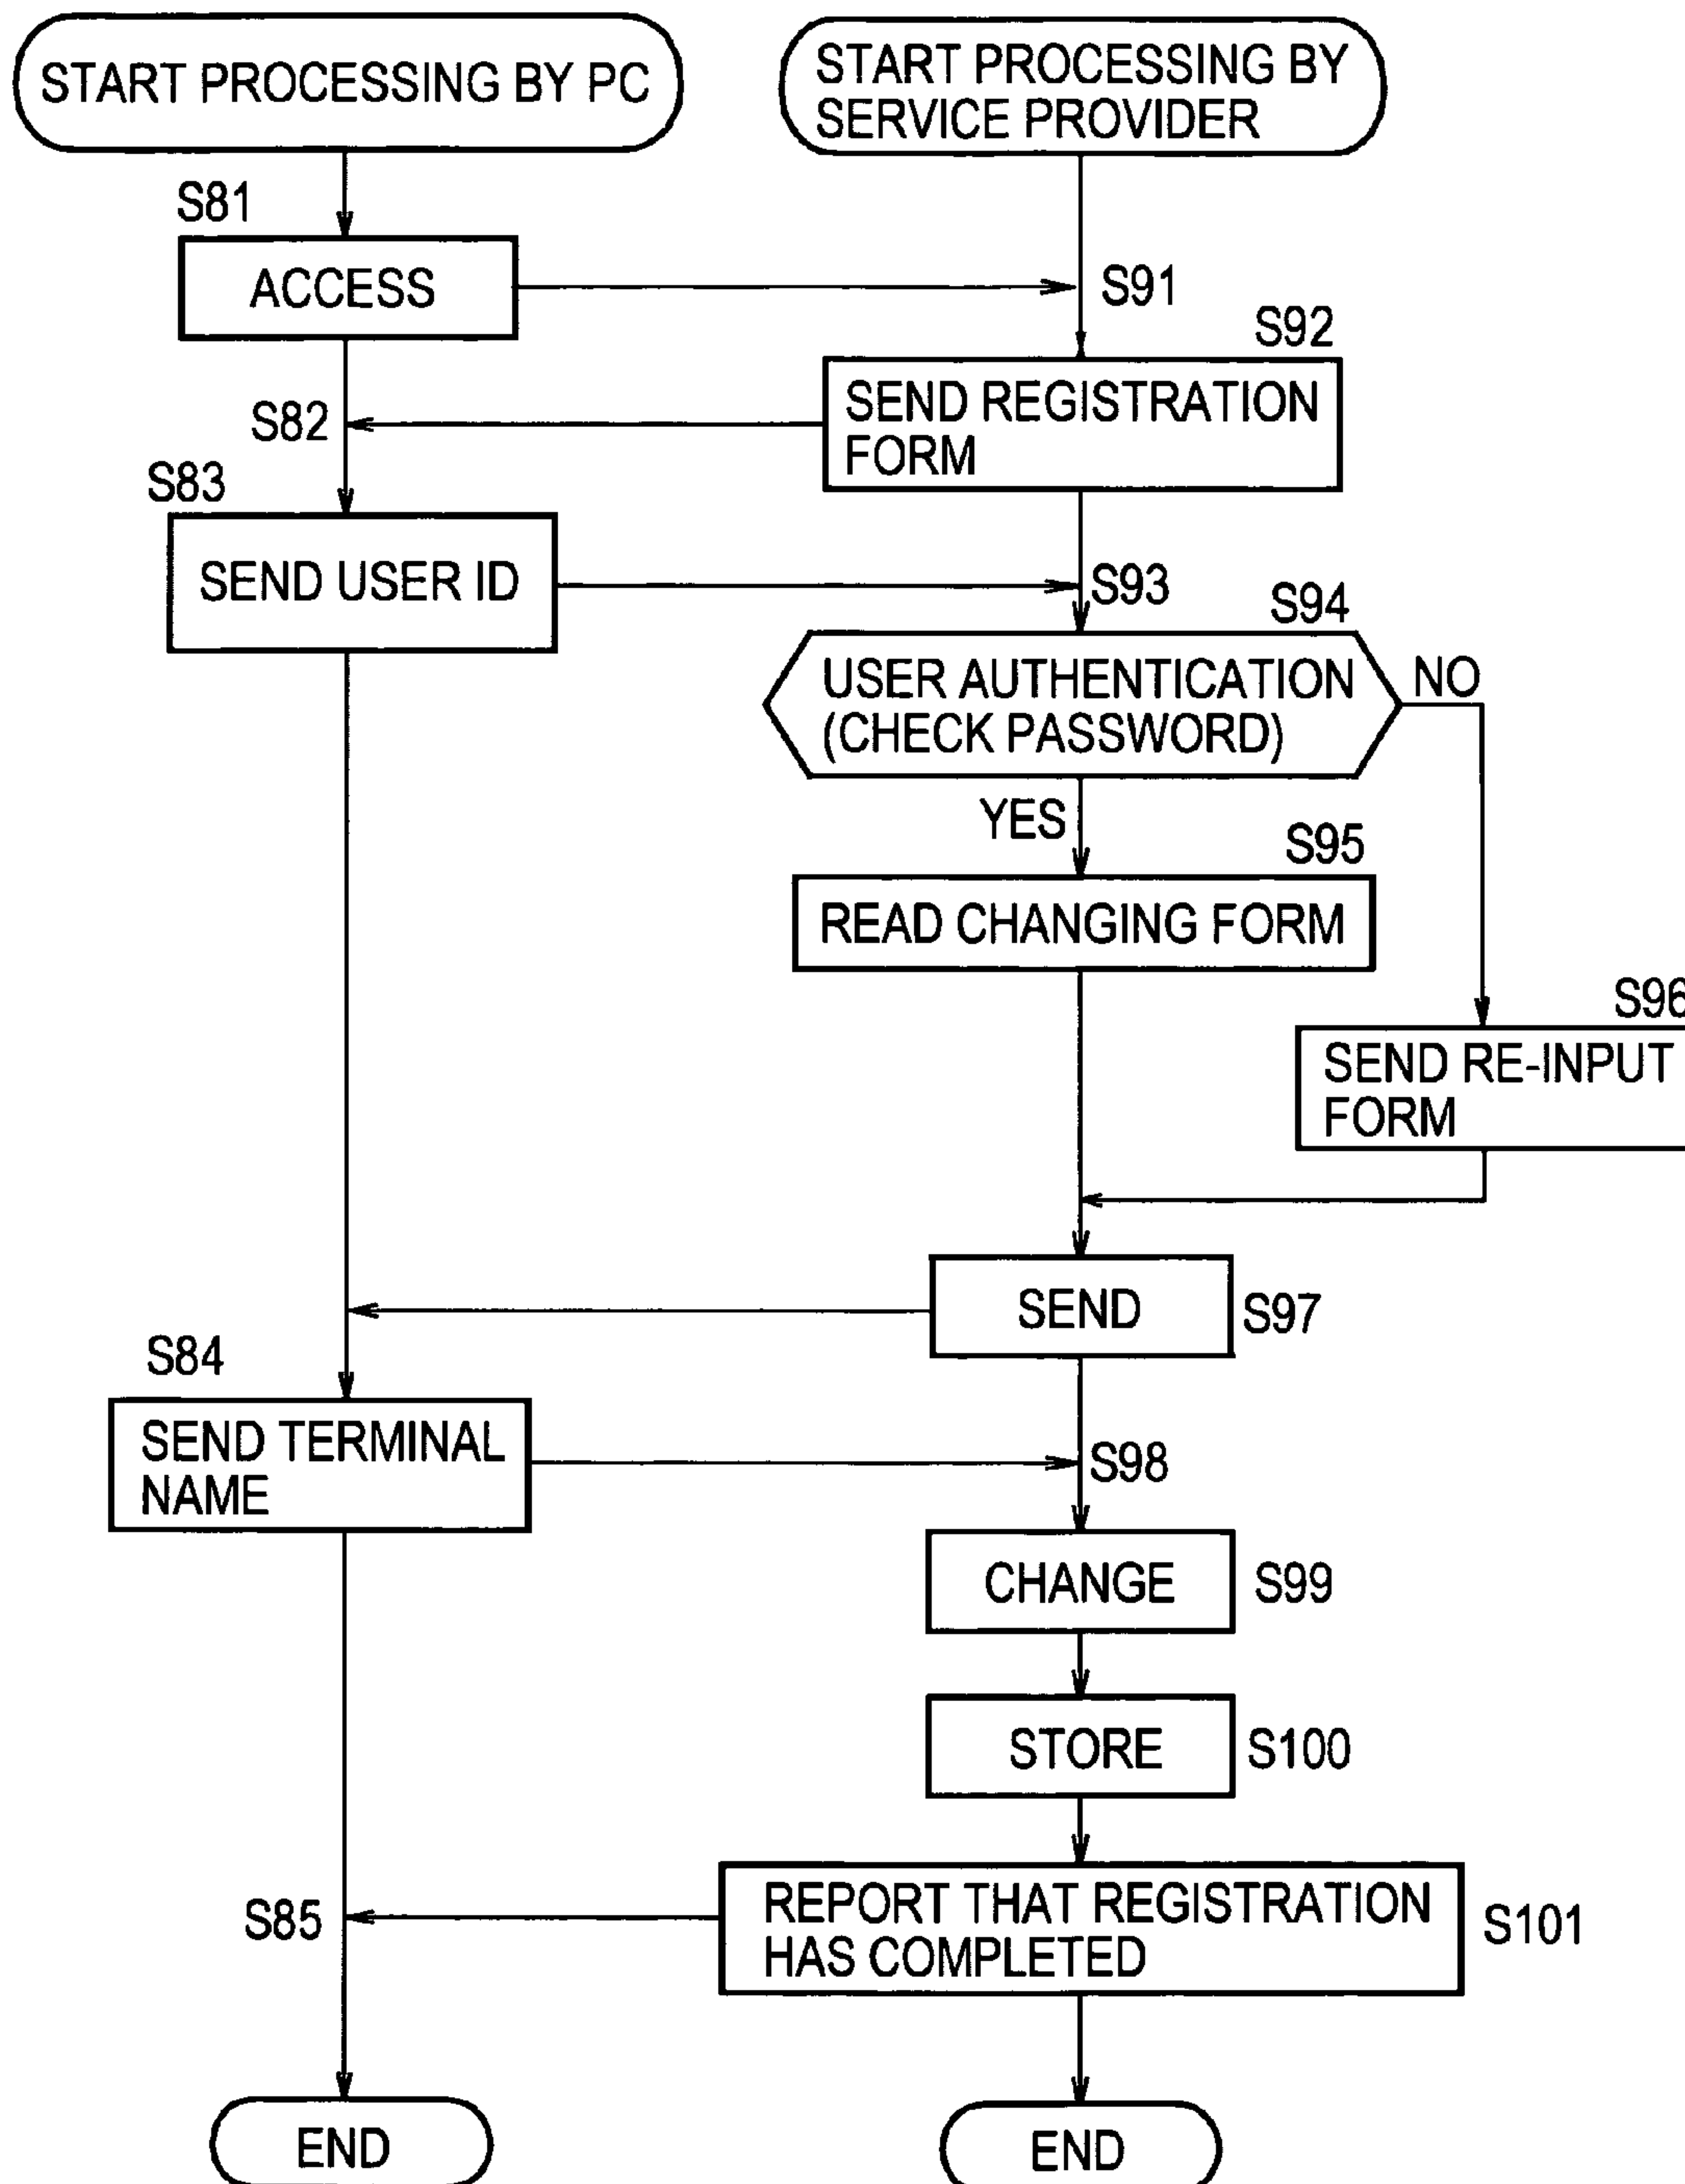 START PROCESSING BY PC
START PROCESSING BY
SERVICE PROVIDER
S81
ACCESS
S91
S92
SEND REGISTRATION
FORM
S82
S83
SEND USER ID
S93
S94
USER AUTHENTICATION
(CHECK PASSWORD)
NO
YES
S95
READ CHANGING FORM
S96
SEND RE-INPUT
FORM
SEND
S97
S84
SEND TERMINAL
NAME
S98
CHANGE
S99
STORE
S100
REPORT THAT REGISTRATION
HAS COMPLETED
S101
S85
END
END